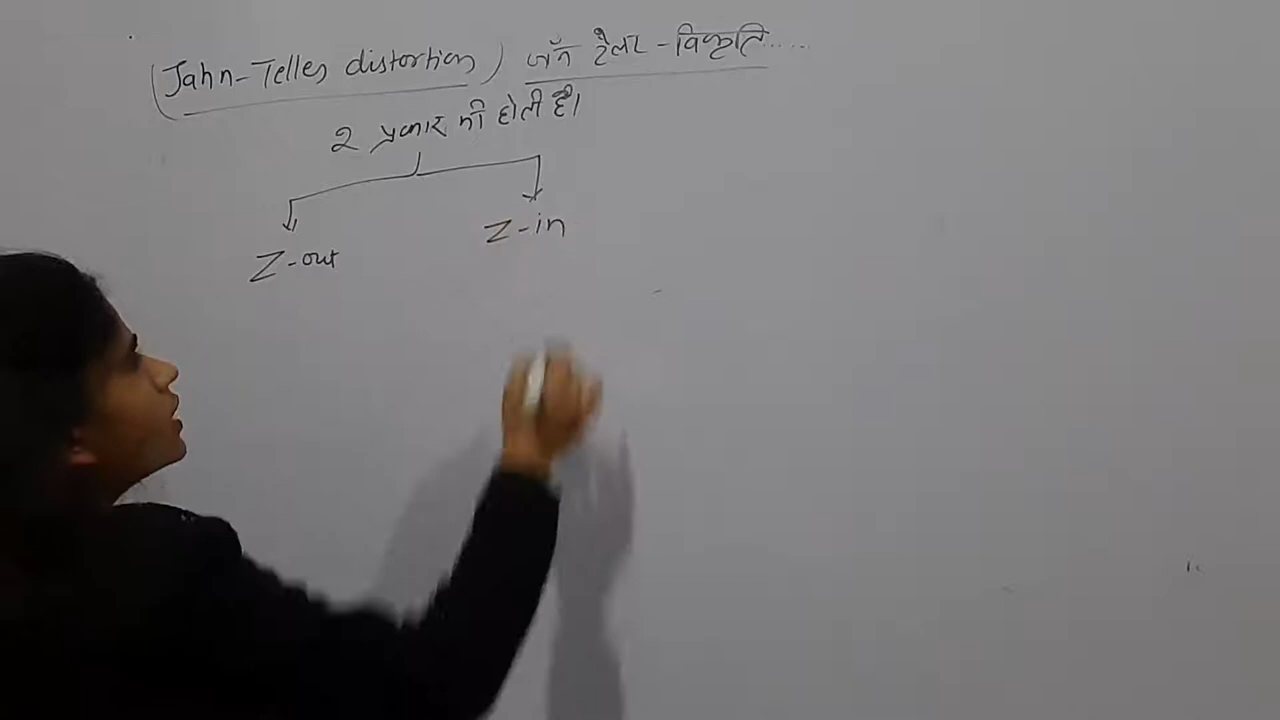 (Jahn-Teller distortion) जॉन टैलर - विकृति.....
2 प्रकार की होती है।
Z-out Z-in